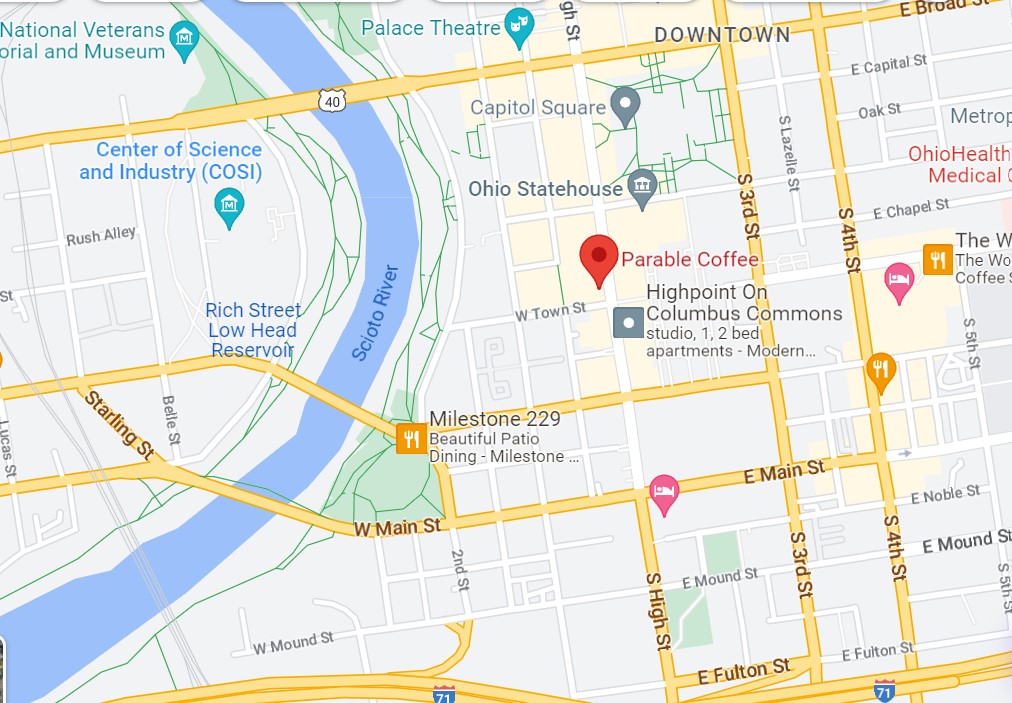 E Broad St
National Veterans
orial and Museum
Palace Theatre
gh St
DOWNTOWN
E Capital St
40
Capitol Square
Oak St
Metrop
S Lazelle St
Center of Science
and Industry (COSI)
OhioHealth
Medical C
Ohio Statehouse
S 3rd St
E Chapel St
S 4th St
Rush Alley
The W
The Wo
Coffee S
Parable Coffee
Scioto River
St
Highpoint On
Columbus Commons
studio, 1, 2 bed
apartments - Modern...
W Town St
Rich Street
Low Head
Reservoir
S 5th St
Starling St
Belle St
Lucas St
Milestone 229
Beautiful Patio
Dining - Milestone ...
E Main St
W Main St
E Noble St
2nd St
S 3rd St
S 4th St
E Mound St
E Mound St
S High St
S 5th St
W Mound St
E Fulton St
E Fulton St
71
71